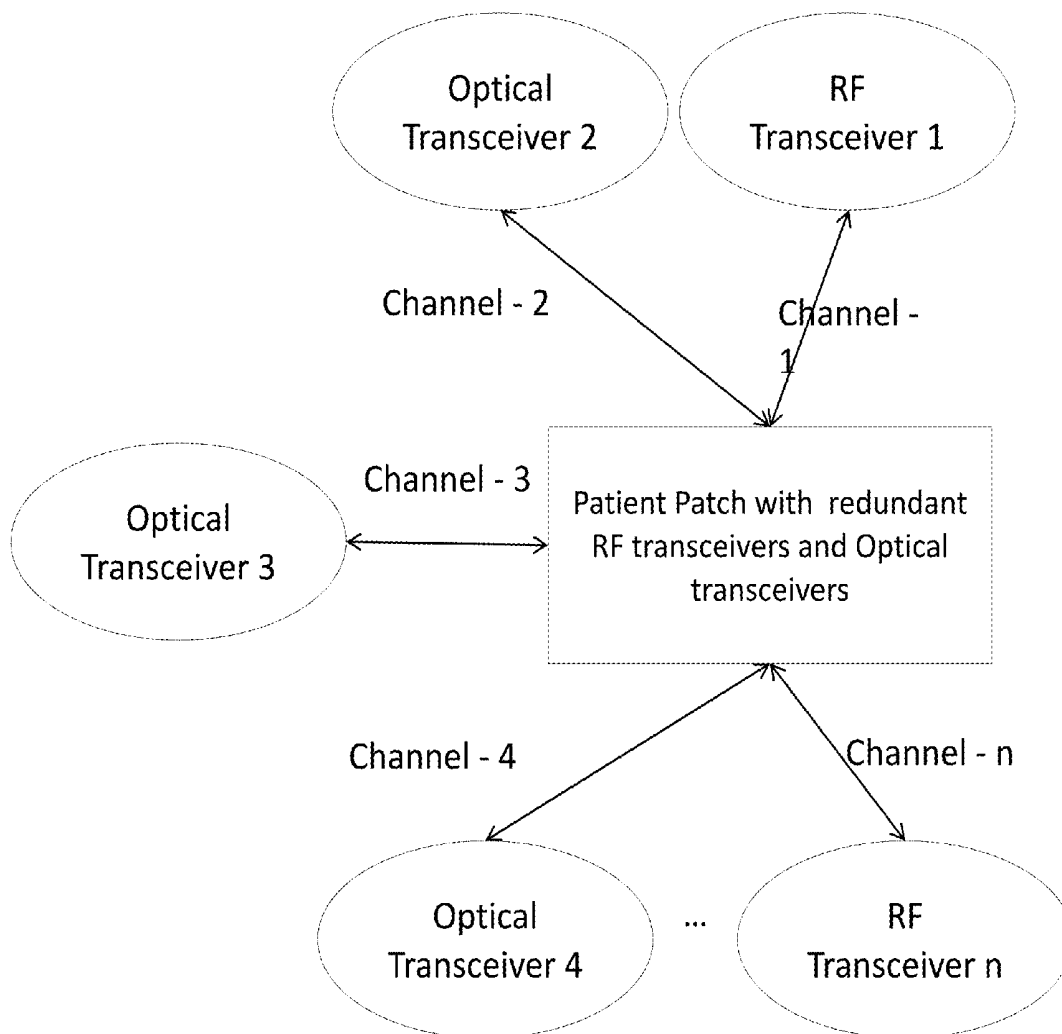 Optical
Transceiver 2
RF
Transceiver 1
Channel - 2
Channel -
1
Channel - 3
Optical
Transceiver 3
Patient Patch with redundant
RF transceivers and Optical
transceivers
Channel - 4
Channel - n
Optical
Transceiver 4
...
RF
Transceiver n